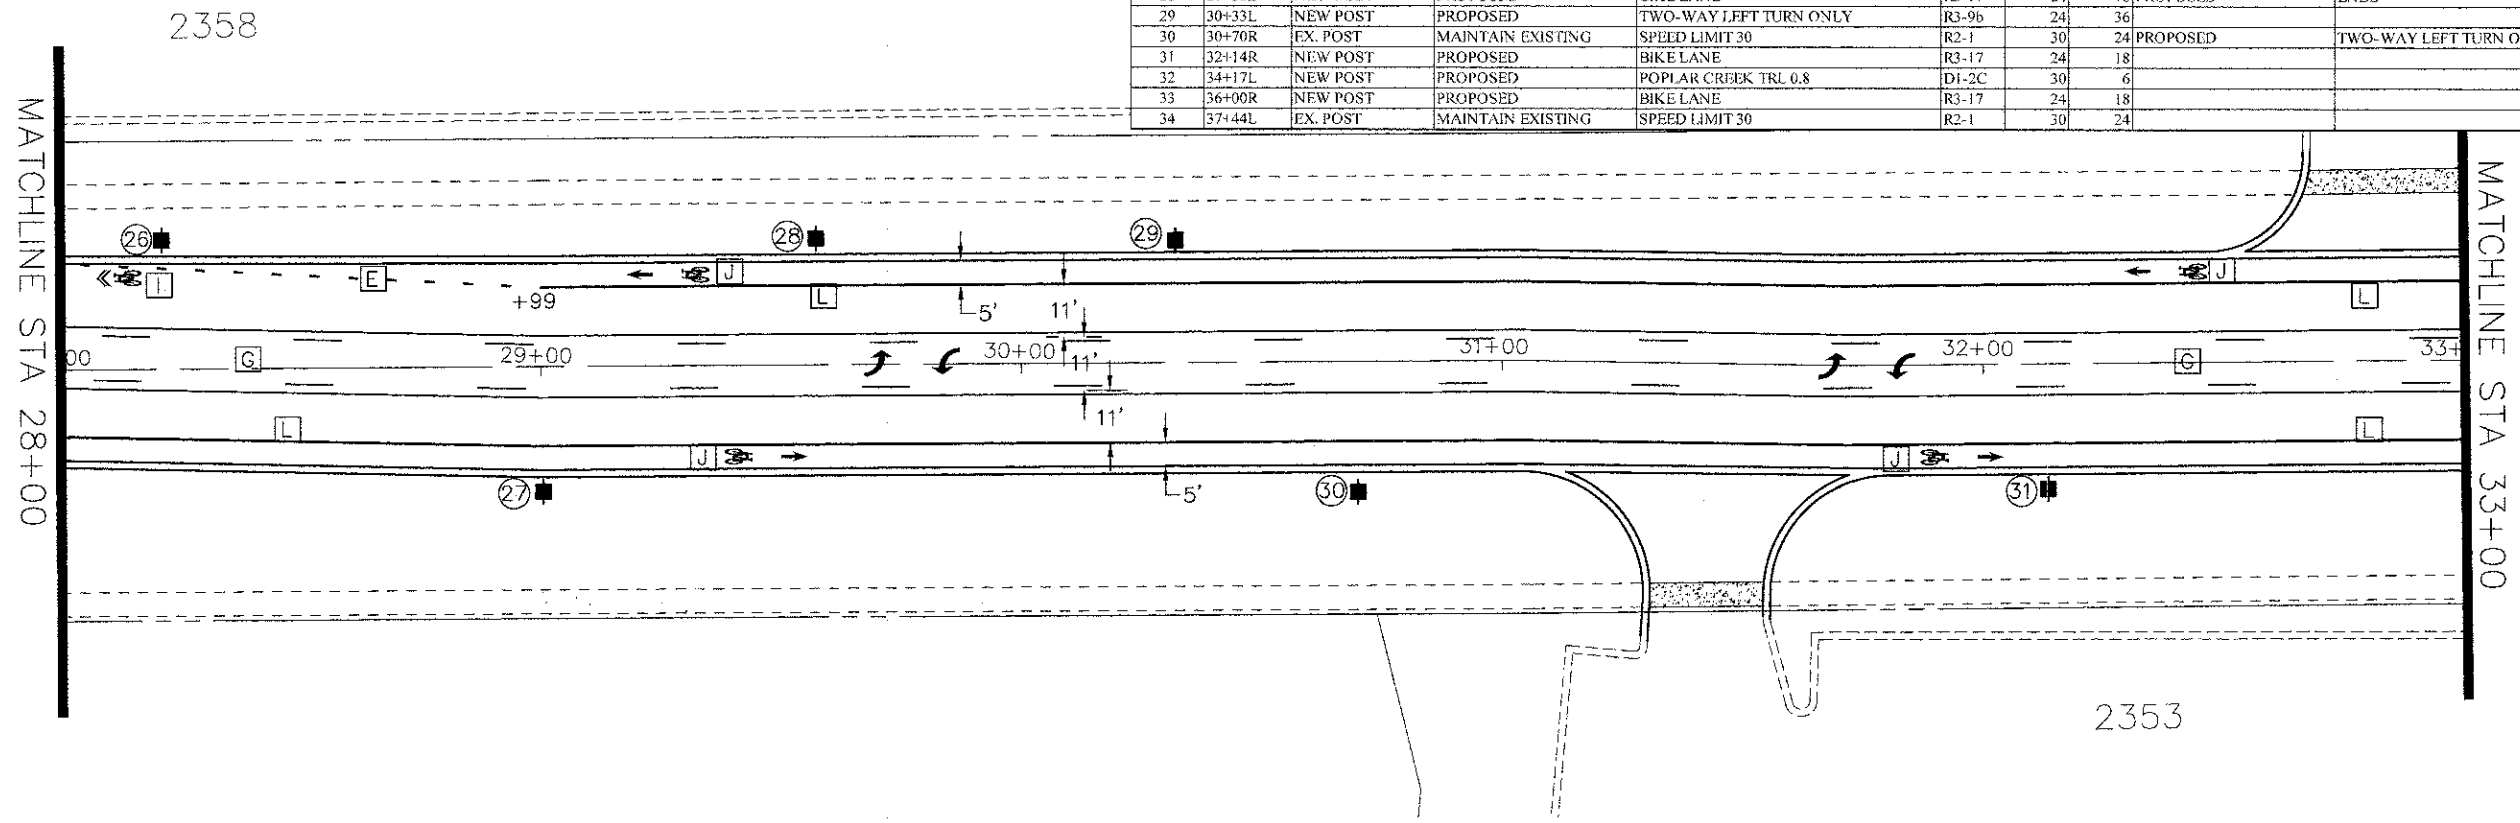 2358
29 30+33L NEW POST PROPOSED TWO-WAY LEFT TURN ONLY R3-9b 24 36
30 30+70R EX. POST MAINTAIN EXISTING SPEED LIMIT 30 R2-1 30 24 PROPOSED TWO-WAY LEFT TURN O
31 32+14R NEW POST PROPOSED BIKE LANE R3-17 24 18
32 34+17L NEW POST PROPOSED POPLAR CREEK TRL 0.8 D1-2C 30 6
33 36+00R NEW POST PROPOSED BIKE LANE R3-17 24 18
34 37+44L EX. POST MAINTAIN EXISTING SPEED LIMIT 30 R2-1 30 24
MATCHLINE STA 28+00
MATCHLINE STA 33+00
26
28
29
I
E
J
J
+99
L
5'
11'
L
00
G
29+00
30+00
11'
31+00
32+00
G
33+
L
11'
L
J
J
27
5'
30
31
2353